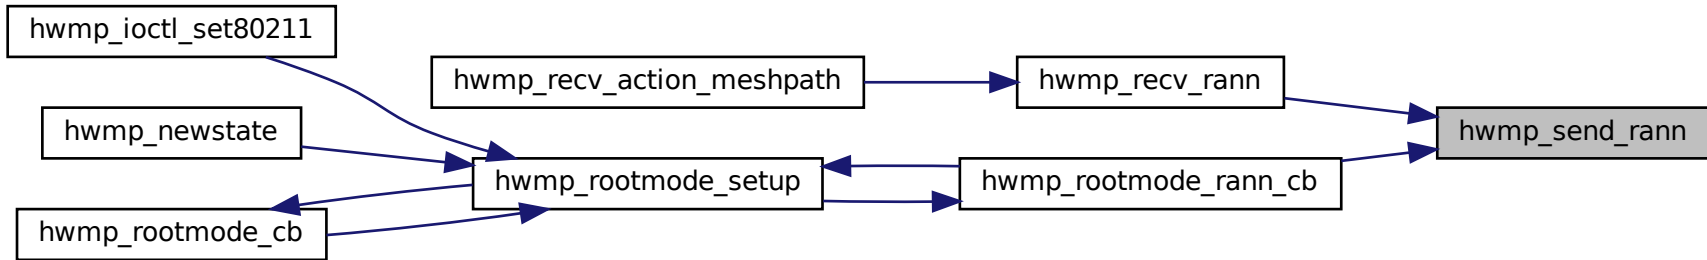 hwmp_ioctl_set80211
hwmp_recv_action_meshpath
hwmp_recv_rann
hwmp_newstate
hwmp_send_rann
hwmp_rootmode_setup
hwmp_rootmode_rann_cb
hwmp_rootmode_cb